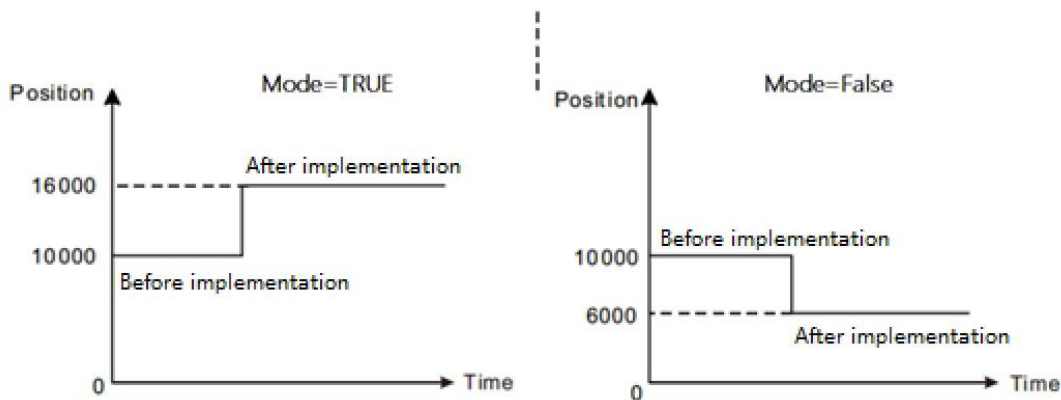 Mode=TRUE
Position
After implementation
16000
10000
Before implementation
0
Time
Mode=False
Position
Before implementation
10000
6000
After implementation
0
Time